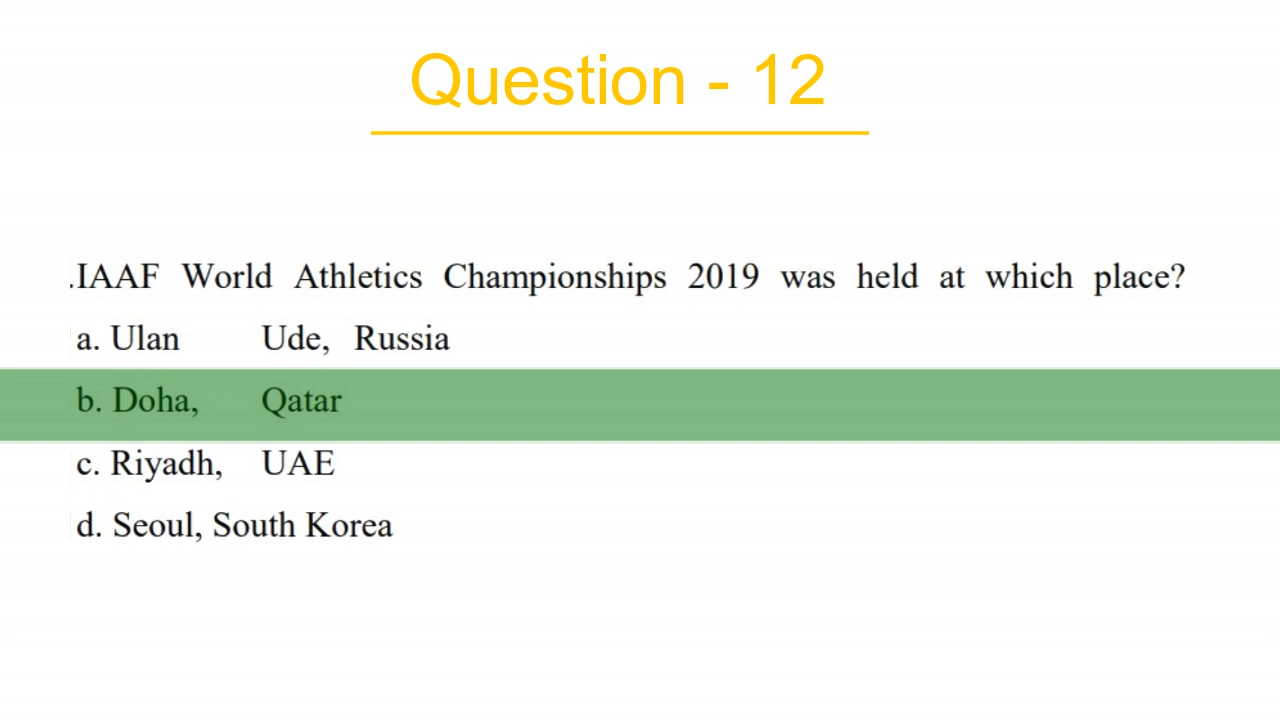 Question - 12
.IAAF World Athletics Championships 2019 was held at which place?
a. Ulan Ude, Russia
b. Doha, Qatar
c. Riyadh, UAE
d. Seoul, South Korea